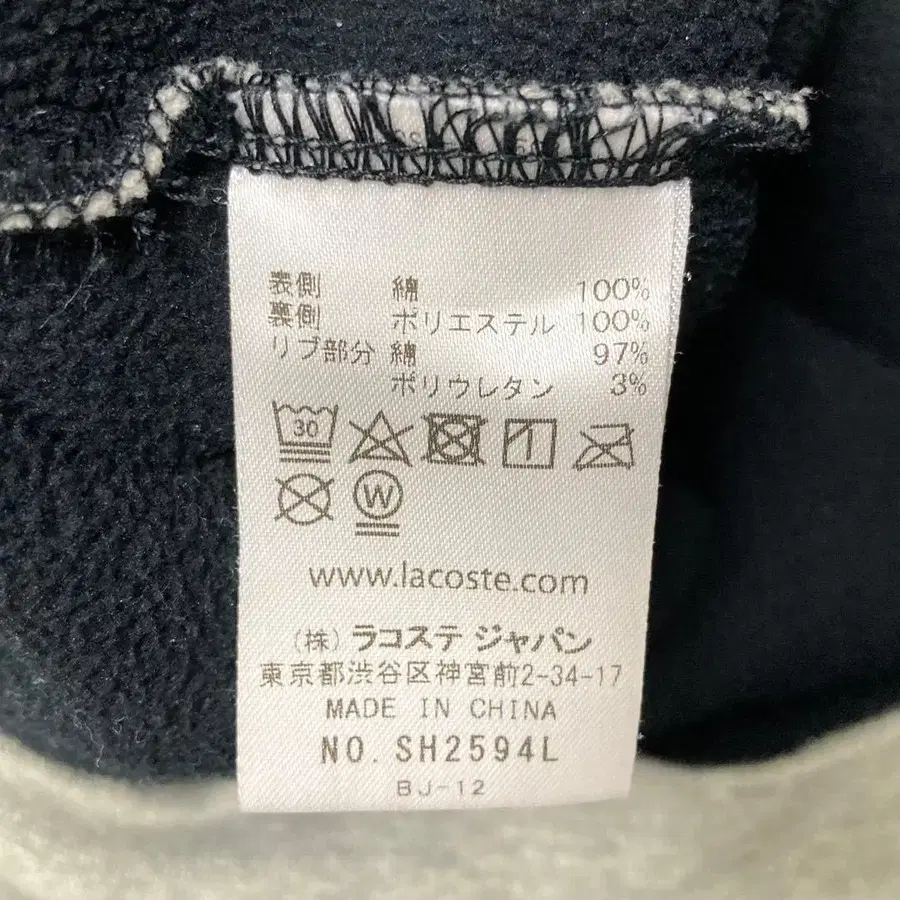 表側 綿 100%
裏側 ポリエステル 100%
リブ部分 綿 97%
ポリウレタン 3%
30
W
www.lacoste.com
(株) ラコステ ジャパン
東京都渋谷区神宮前2-34-17
MADE IN CHINA
NO. SH2594L
BJ-12